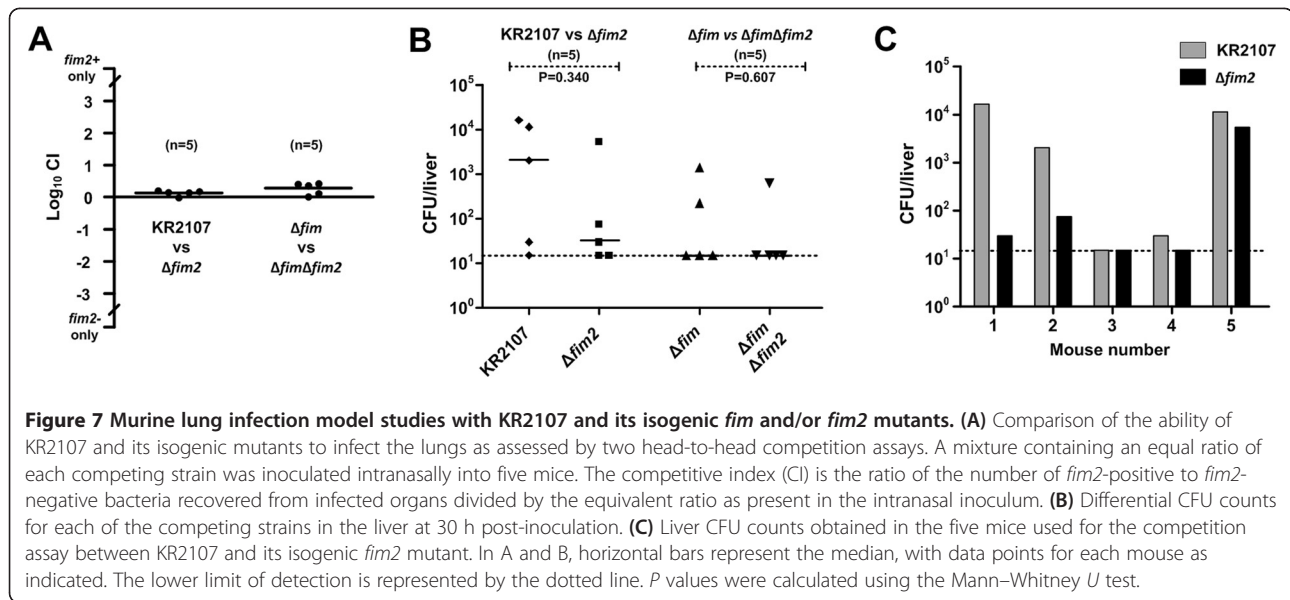 A
fim2+
only
3
2
1
0
-1
-2
-3
fim2-
only
Log10 CI
(n=5)
(n=5)
KR2107
vs
Δfim2
Δfim
vs
ΔfimΔfim2
B
KR2107 vs Δfim2
(n=5)
P=0.340
Δfim vs ΔfimΔfim2
(n=5)
P=0.607
CFU/liver
10^5
10^4
10^3
10^2
10^1
10^0
KR2107
Δfim2
Δfim
Δfim
Δfim2
C
KR2107
Δfim2
CFU/liver
10^5
10^4
10^3
10^2
10^1
10^0
1 2 3 4 5
Mouse number
Figure 7 Murine lung infection model studies with KR2107 and its isogenic fim and/or fim2 mutants. (A) Comparison of the ability of
KR2107 and its isogenic mutants to infect the lungs as assessed by two head-to-head competition assays. A mixture containing an equal ratio of
each competing strain was inoculated intranasally into five mice. The competitive index (CI) is the ratio of the number of fim2-positive to fim2-
negative bacteria recovered from infected organs divided by the equivalent ratio as present in the intranasal inoculum. (B) Differential CFU counts
for each of the competing strains in the liver at 30 h post-inoculation. (C) Liver CFU counts obtained in the five mice used for the competition
assay between KR2107 and its isogenic fim2 mutant. In A and B, horizontal bars represent the median, with data points for each mouse as
indicated. The lower limit of detection is represented by the dotted line. P values were calculated using the Mann–Whitney U test.